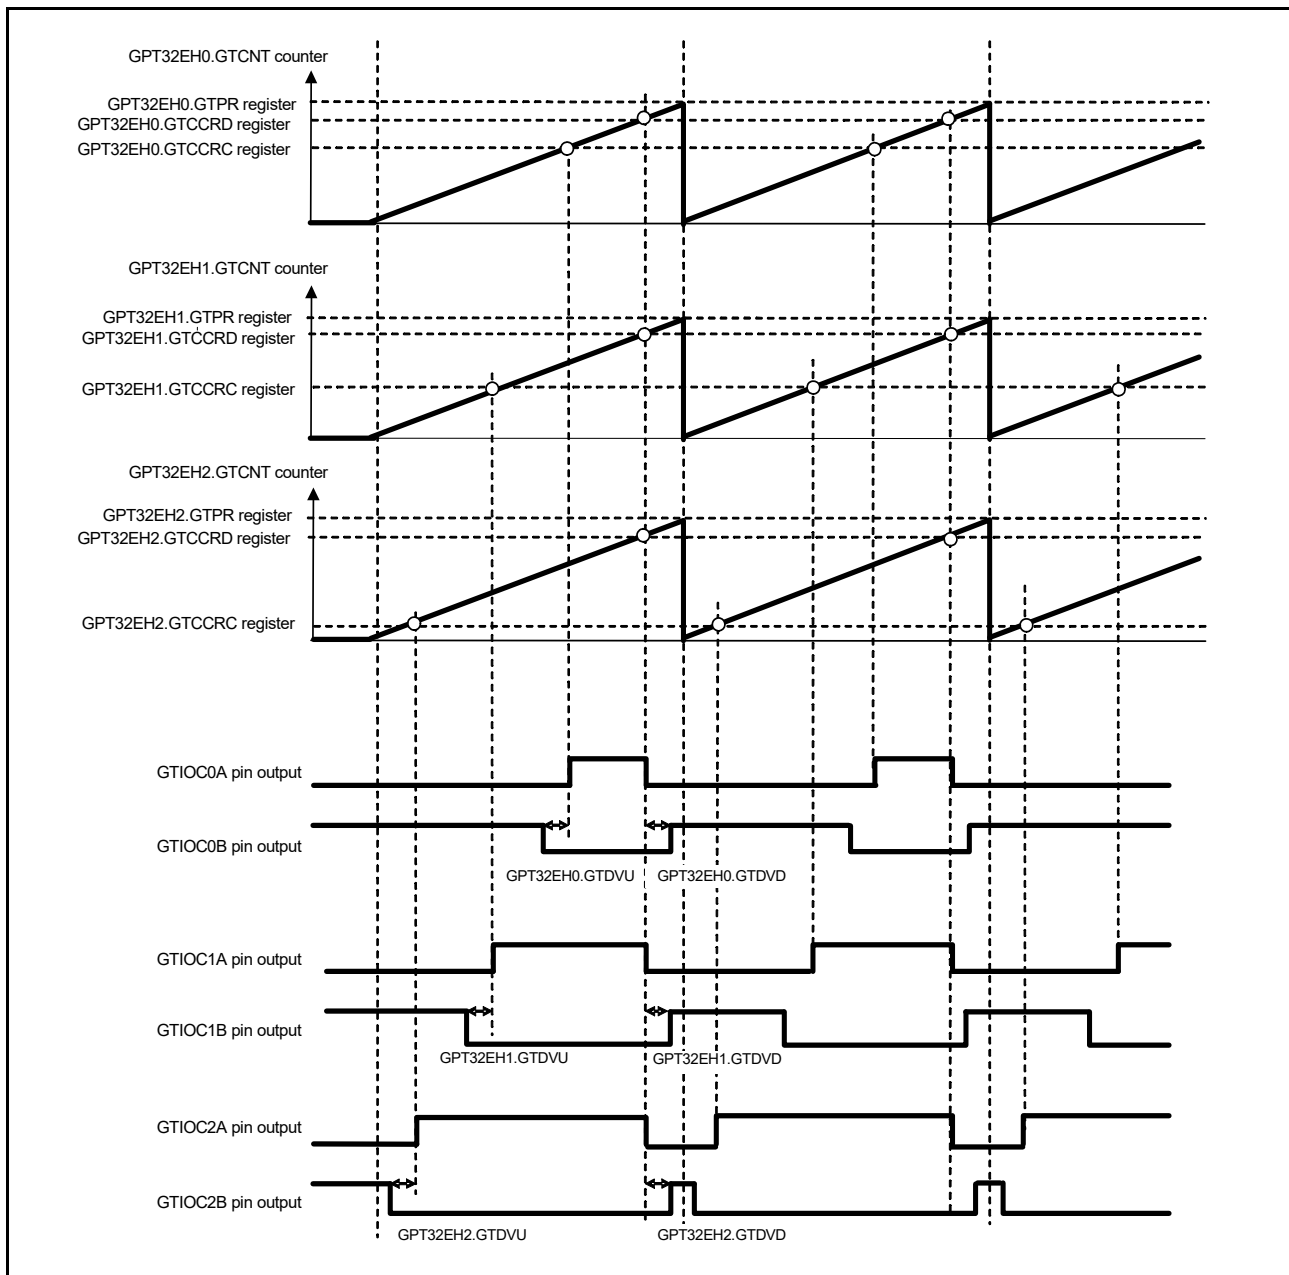 GPT32EH0.GTCNT counter
GPT32EH0.GTPR register
GPT32EH0.GTCCRD register
GPT32EH0.GTCCRC register
GPT32EH1.GTCNT counter
GPT32EH1.GTPR register
GPT32EH1.GTCCRD register
GPT32EH1.GTCCRC register
GPT32EH2.GTCNT counter
GPT32EH2.GTPR register
GPT32EH2.GTCCRD register
GPT32EH2.GTCCRC register
GTIOC0A pin output
GTIOC0B pin output
GPT32EH0.GTDVU GPT32EH0.GTDVD
GTIOC1A pin output
GTIOC1B pin output
GPT32EH1.GTDVU GPT32EH1.GTDVD
GTIOC2A pin output
GTIOC2B pin output
GPT32EH2.GTDVU GPT32EH2.GTDVD